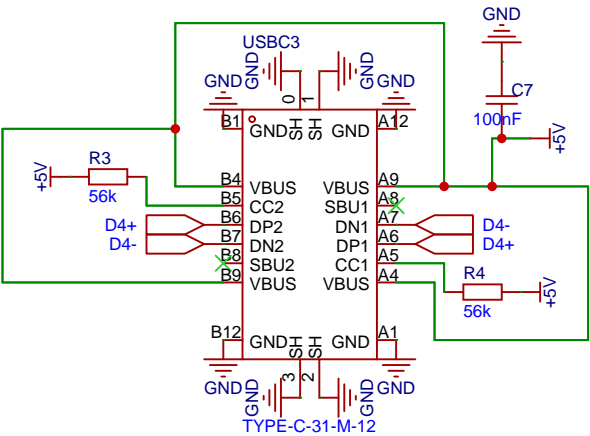 GND
USBC3
GND
GND
GND
GND
C7
100nF
+5V
0
1
B1
A12
GND
SH
SH
GND
R3
+5V
56k
B4
VBUS
VBUS
A9
B5
CC2
SBU1
A8
D4+
B6
DP2
DN1
A7
D4-
D4-
B7
DN2
DP1
A6
D4+
B8
SBU2
CC1
A5
B9
VBUS
VBUS
A4
R4
56k
+5V
B12
GND
SH
SH
GND
A1
3
2
GND
GND
GND
GND
TYPE-C-31-M-12